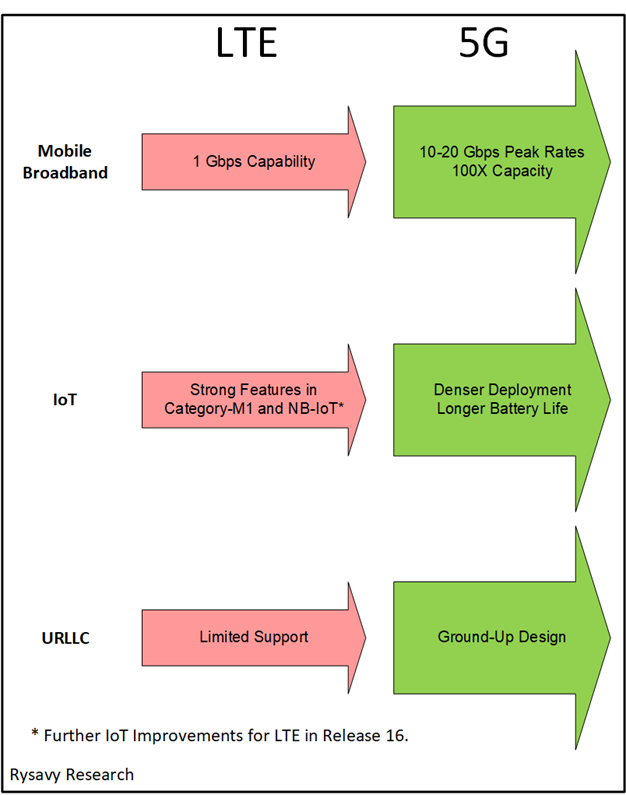 LTE
5G
Mobile
Broadband
1 Gbps Capability
10-20 Gbps Peak Rates
100X Capacity
IoT
Strong Features in
Category-M1 and NB-IoT*
Denser Deployment
Longer Battery Life
URLLC
Limited Support
Ground-Up Design
* Further IoT Improvements for LTE in Release 16.
Rysavy Research